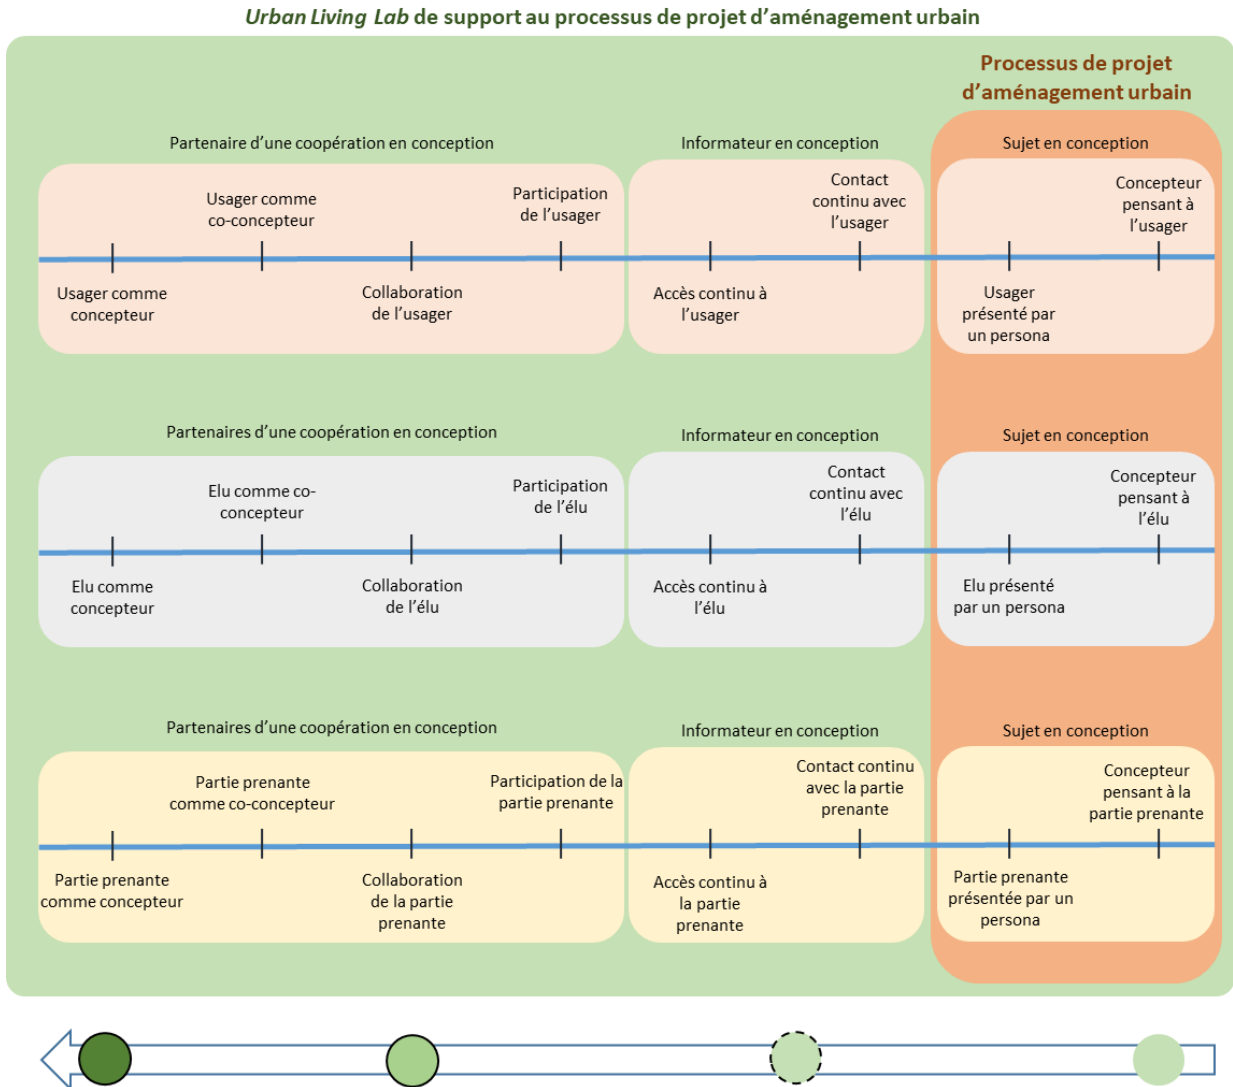 Urban Living Lab de support au processus de projet d’aménagement urbain
Processus de projet
d’aménagement urbain
Partenaire d’une coopération en conception
Informateur en conception
Sujet en conception
Usager comme
co-concepteur
Participation
de l’usager
Contact
continu avec
l’usager
Concepteur
pensant à
l’usager
Usager comme
concepteur
Collaboration
de l’usager
Accès continu à
l’usager
Usager
présenté par
un persona
Partenaires d’une coopération en conception
Informateur en conception
Sujet en conception
Elu comme co-
concepteur
Participation
de l’élu
Contact
continu avec
l’élu
Concepteur
pensant à
l’élu
Elu comme
concepteur
Collaboration
de l’élu
Accès continu à
l’élu
Elu présenté
par un persona
Partenaires d’une coopération en conception
Informateur en conception
Sujet en conception
Partie prenante
comme co-concepteur
Participation de la
partie prenante
Contact continu
avec la partie
prenante
Concepteur
pensant à la
partie prenante
Partie prenante
comme concepteur
Collaboration
de la partie
prenante
Accès continu à
la partie
prenante
Partie prenante
présentée par un
persona